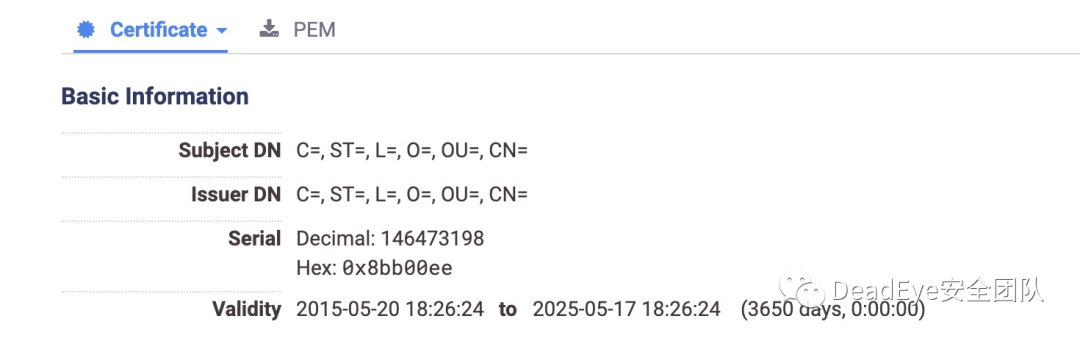 Certificate PEM
Basic Information
Subject DN C=, ST=, L=, O=, OU=, CN=
Issuer DN C=, ST=, L=, O=, OU=, CN=
Serial Decimal: 146473198
Hex: 0x8bb00ee
Validity 2015-05-20 18:26:24 to 2025-05-17 18:26:24 (3650 days, 0:00:00)
DeadEye安全团队